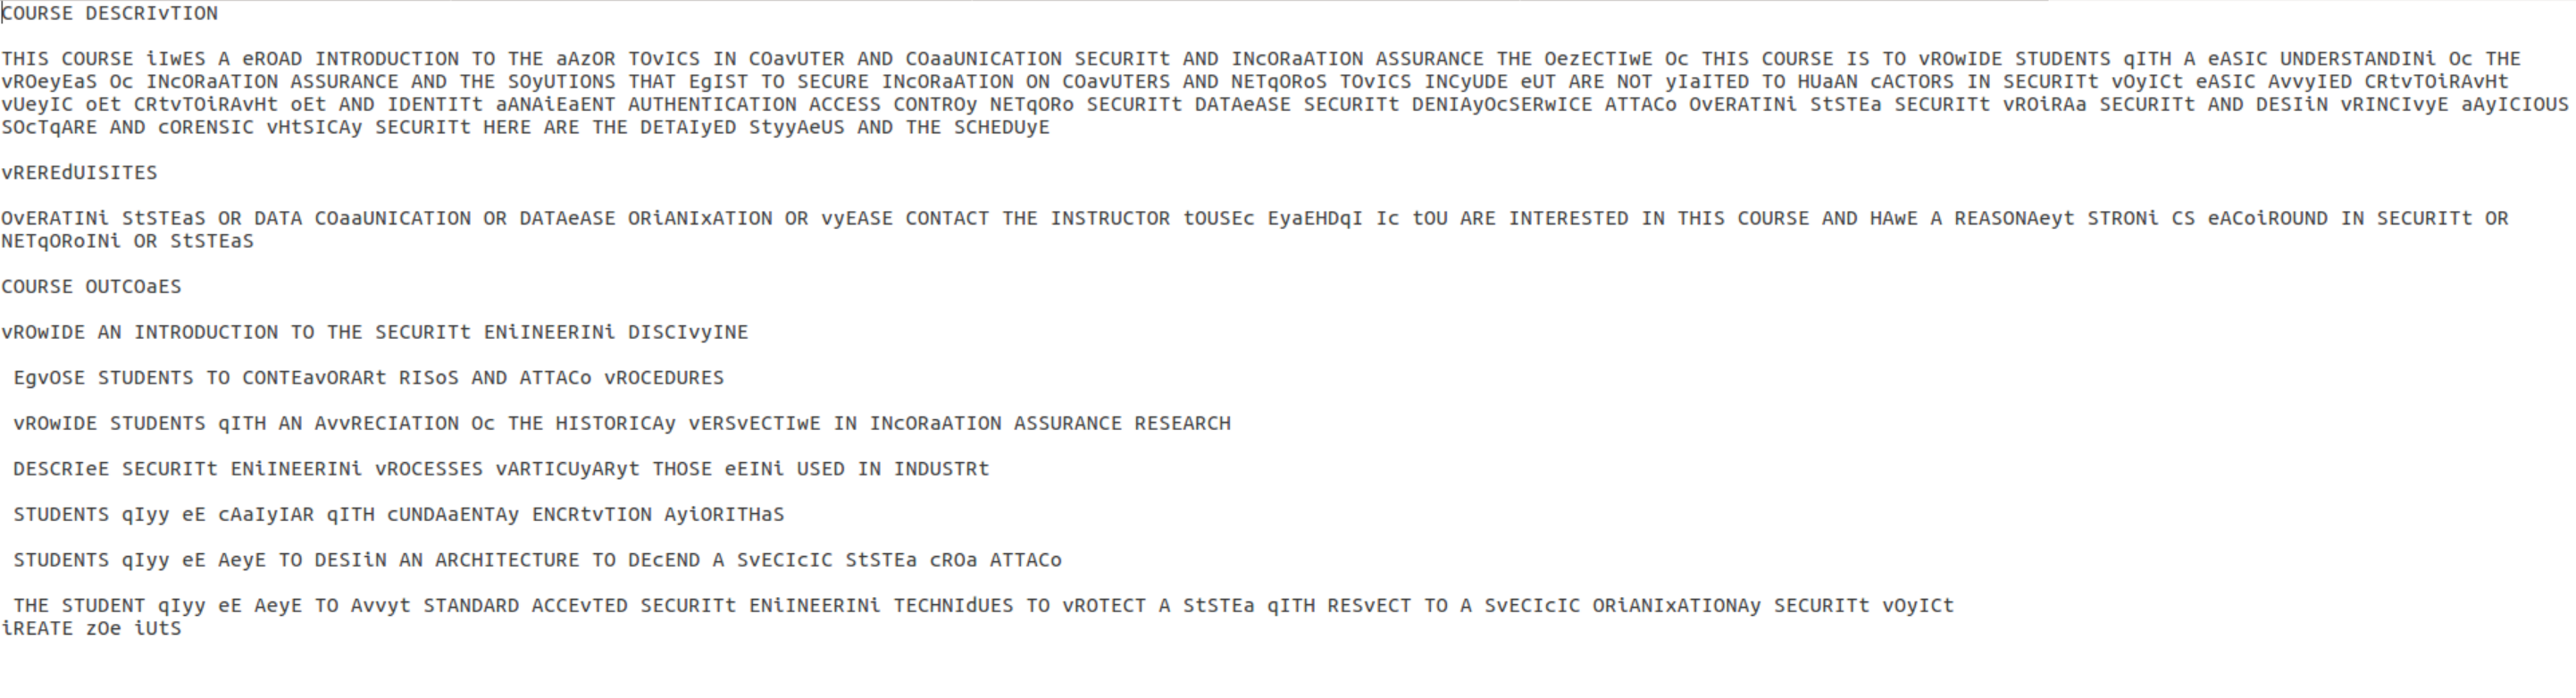 COURSE DESCRIvTION
THIS COURSE iIwES A eROAD INTRODUCTION TO THE aAzOR TOvICS IN COavUTER AND COaaUNICATION SECURITt AND INcORaATION ASSURANCE THE OezECTIwE Oc THIS COURSE IS TO vROwIDE STUDENTS qITH A eASIC UNDERSTANDINi Oc THE
vROeyEaS Oc INcORaATION ASSURANCE AND THE SOyUTIONS THAT EgIST TO SECURE INcORaATION ON COavUTERS AND NETqORoS TOvICS INCyUDE eUT ARE NOT yIaITED TO HUaAN cACTORS IN SECURITt vOyICt eASIC AvvyIED CRtvTOiRAvHt
vUeyIC oEt CRtvTOiRAvHt oEt AND IDENTITt aANAiEaENT AUTHENTICATION ACCESS CONTROy NETqORo SECURITt DATAeASE SECURITt DENIAyOcSERwICE ATTACo OvERATINi StSTEa SECURITt vROiRAa SECURITt AND DESIiN vRINCIvyE aAyICIOUS
SOcTqARE AND cORENSIC vHtSICAy SECURITt HERE ARE THE DETAIyED StyyAeUS AND THE SCHEDUyE
vREREdUISITES
OvERATINi StSTEaS OR DATA COaaUNICATION OR DATAeASE ORiANIxATION OR vyEASE CONTACT THE INSTRUCTOR tOUSEc EyaEHDqI Ic tOU ARE INTERESTED IN THIS COURSE AND HAwE A REASONAeyt STRONi CS eACoiROUND IN SECURITt OR
NETqORoINi OR StSTEaS
COURSE OUTCOaES
vROwIDE AN INTRODUCTION TO THE SECURITt ENiINEERINi DISCIvyINE
EgvOSE STUDENTS TO CONTEavORARt RISoS AND ATTACo vROCEDURES
vROwIDE STUDENTS qITH AN AvvRECIATION Oc THE HISTORICAy vERSvECTIwE IN INcORaATION ASSURANCE RESEARCH
DESCRIeE SECURITt ENiINEERINi vROCESSES vARTICUyARyt THOSE eEINi USED IN INDUSTRt
STUDENTS qIyy eE cAaIyIAR qITH cUNDAaENTAy ENCRtvTION AyiORITHaS
STUDENTS qIyy eE AeyE TO DESIiN AN ARCHITECTURE TO DEcEND A SvECIcIC StSTEa cROa ATTACo
THE STUDENT qIyy eE AeyE TO Avvyt STANDARD ACCEvTED SECURITt ENiINEERINi TECHNIdUES TO vROTECT A StSTEa qITH RESvECT TO A SvECIcIC ORiANIxATIONAy SECURITt vOyICt
iREATE zOe iUtS